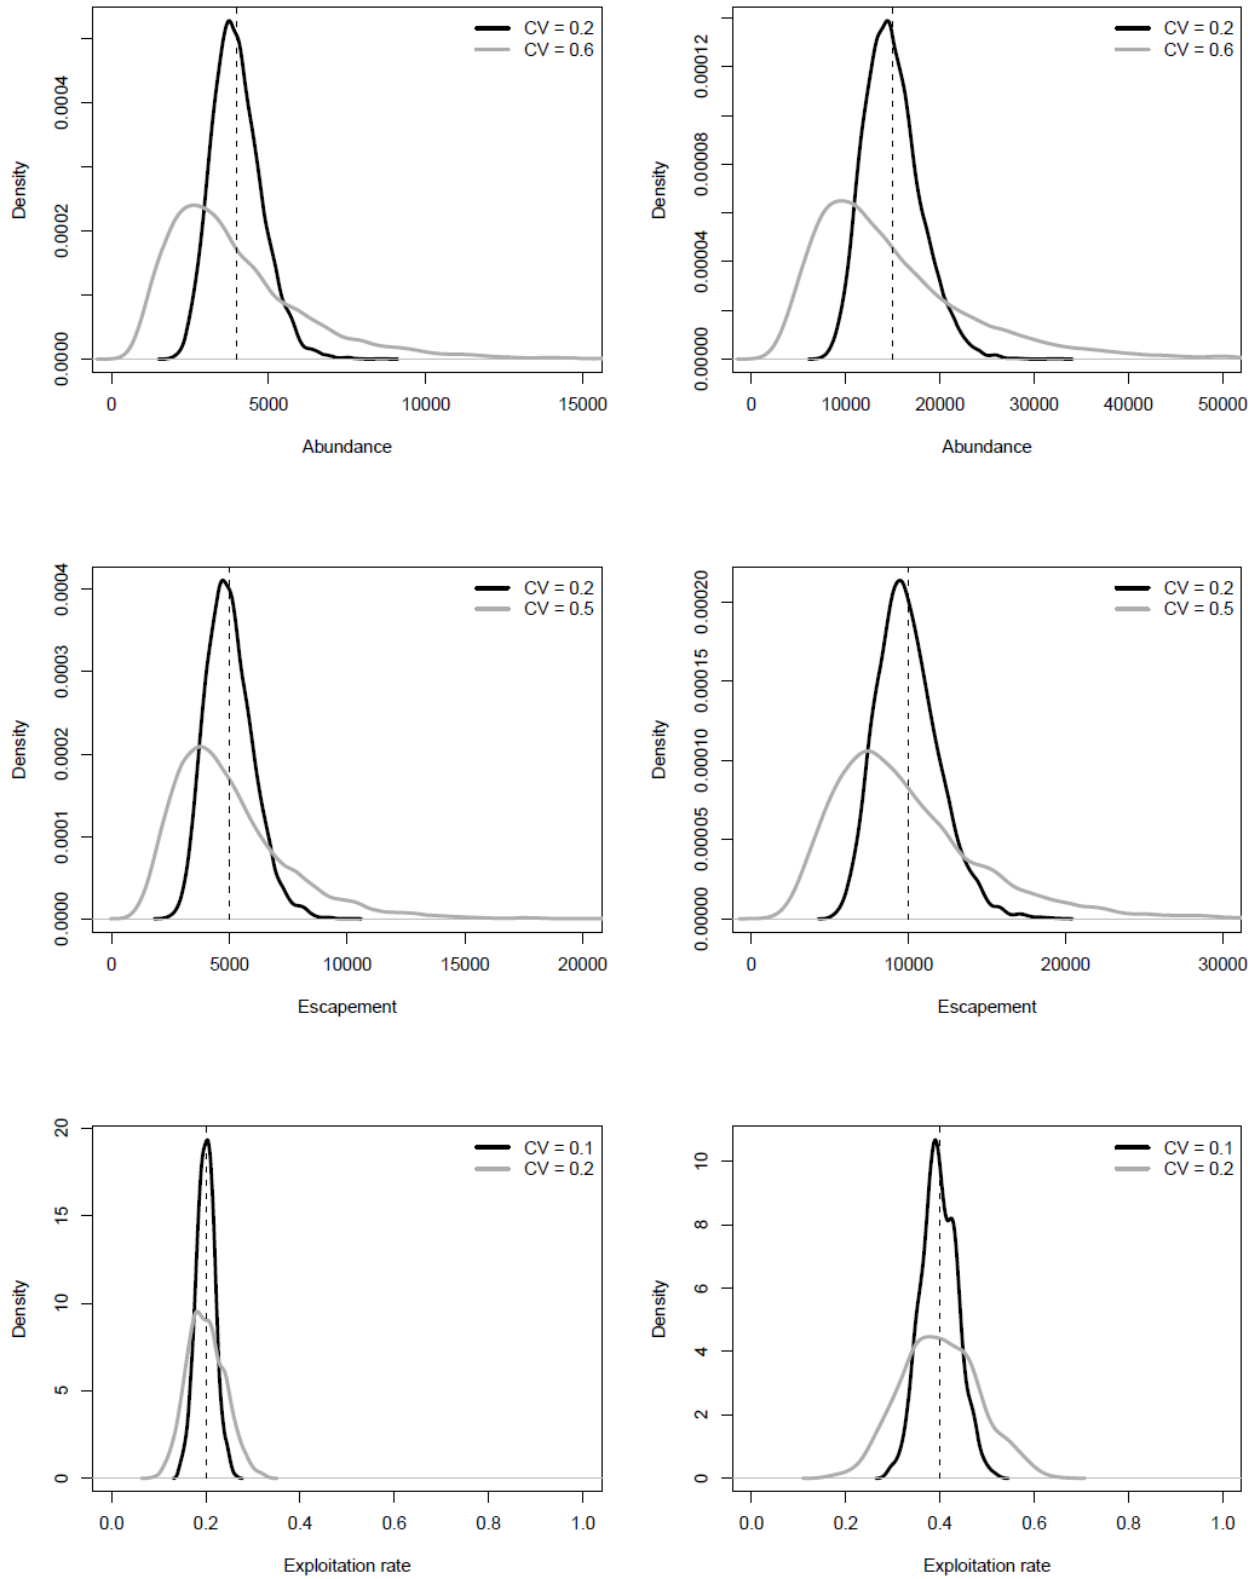 CV = 0.2
CV = 0.6
Density
0.0000
0.0002
0.0004
0
5000
10000
15000
Abundance
CV = 0.2
CV = 0.6
Density
0.00000
0.00004
0.00008
0.00012
0
10000
20000
30000
40000
50000
Abundance
CV = 0.2
CV = 0.5
Density
0.0000
0.0001
0.0002
0.0003
0.0004
0
5000
10000
15000
20000
Escapement
CV = 0.2
CV = 0.5
Density
0.00000
0.00005
0.00010
0.00015
0.00020
0
10000
20000
30000
Escapement
CV = 0.1
CV = 0.2
Density
0
5
10
15
20
0.0
0.2
0.4
0.6
0.8
1.0
Exploitation rate
CV = 0.1
CV = 0.2
Density
0
2
4
6
8
10
0.0
0.2
0.4
0.6
0.8
1.0
Exploitation rate